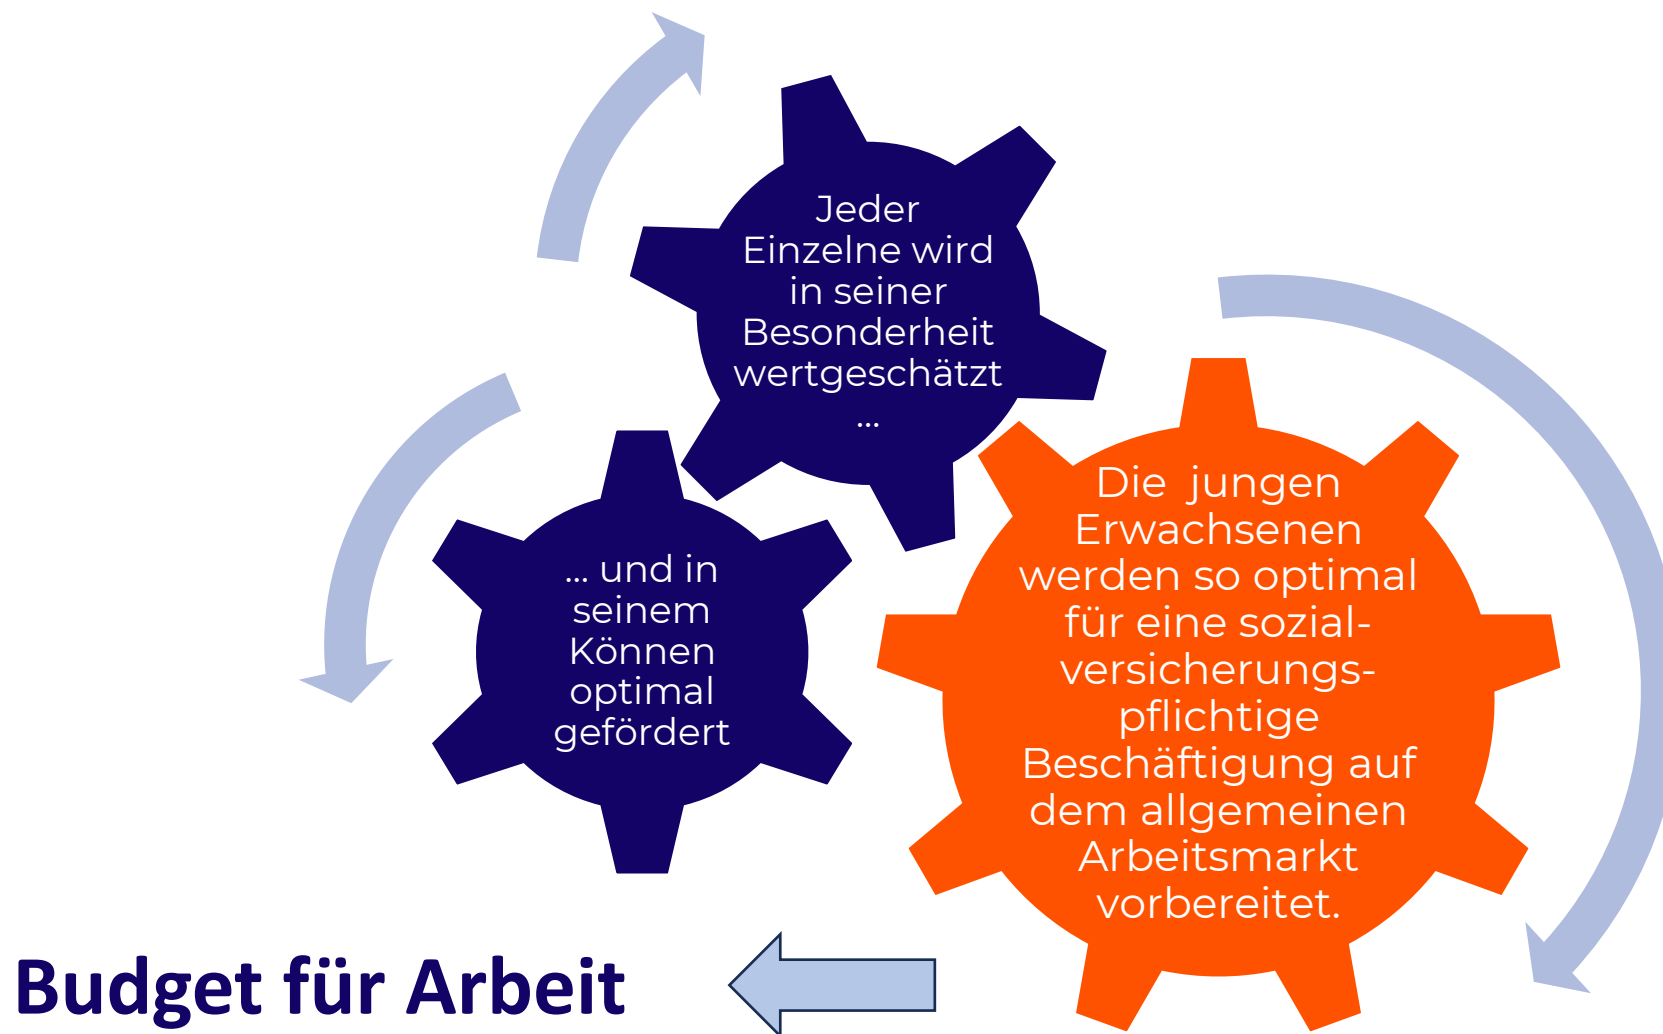 Jeder
Einzelne wird
in seiner
Besonderheit
wertgeschätzt
...
... und in
seinem
Können
optimal
gefördert
Die jungen
Erwachsenen
werden so optimal
für eine sozial-
versicherungs-
pflichtige
Beschäftigung auf
dem allgemeinen
Arbeitsmarkt
vorbereitet.
Budget für Arbeit